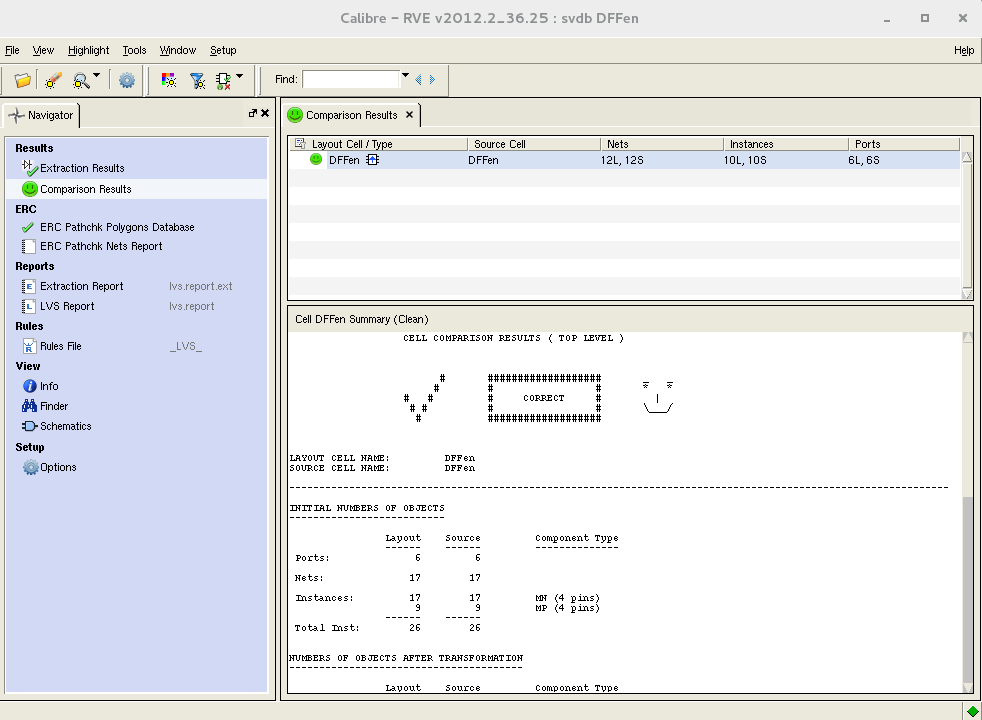 Calibre – RVE v2012.2_36.25 : svdb DFFen
File View Highlight Tools Window Setup Help
Find:
Navigator
Results
Extraction Results
Comparison Results
ERC
ERC Pathchk Polygons Database
ERC Pathchk Nets Report
Reports
Extraction Report lvs.report.ext
LVS Report lvs.report
Rules
Rules File _LVS_
View
Info
Finder
Schematics
Setup
Options
Comparison Results
Layout Cell / Type Source Cell Nets Instances Ports
DFFen DFFen 12L, 12S 10L, 10S 6L, 6S
Cell DFFen Summary (Clean)
CELL COMPARISON RESULTS ( TOP LEVEL )
# ###################
# # #
# # # CORRECT #
# # # #
# ###################
LAYOUT CELL NAME: DFFen
SOURCE CELL NAME: DFFen
INITIAL NUMBERS OF OBJECTS
Layout Source Component Type
Ports: 6 6
Nets: 17 17
Instances: 17 17 MN (4 pins)
9 9 MP (4 pins)
Total Inst: 26 26
NUMBERS OF OBJECTS AFTER TRANSFORMATION
Layout Source Component Type